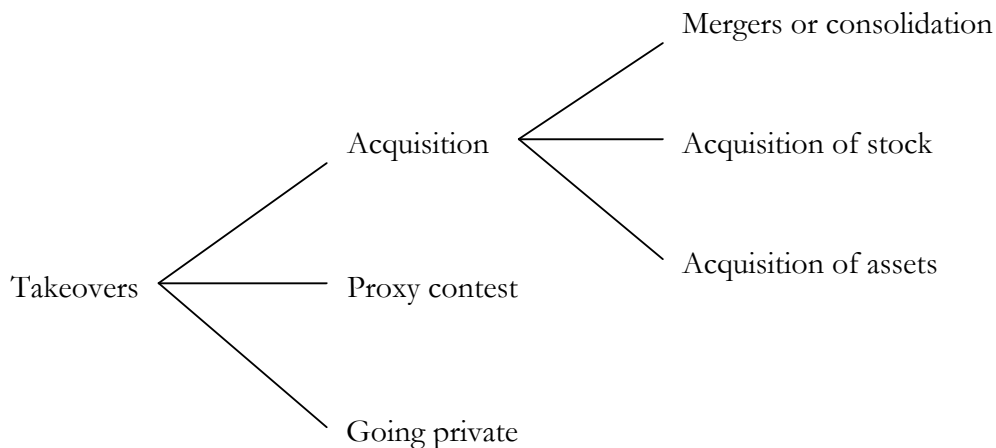 Mergers or consolidation
Acquisition
Acquisition of stock
Acquisition of assets
Takeovers
Proxy contest
Going private